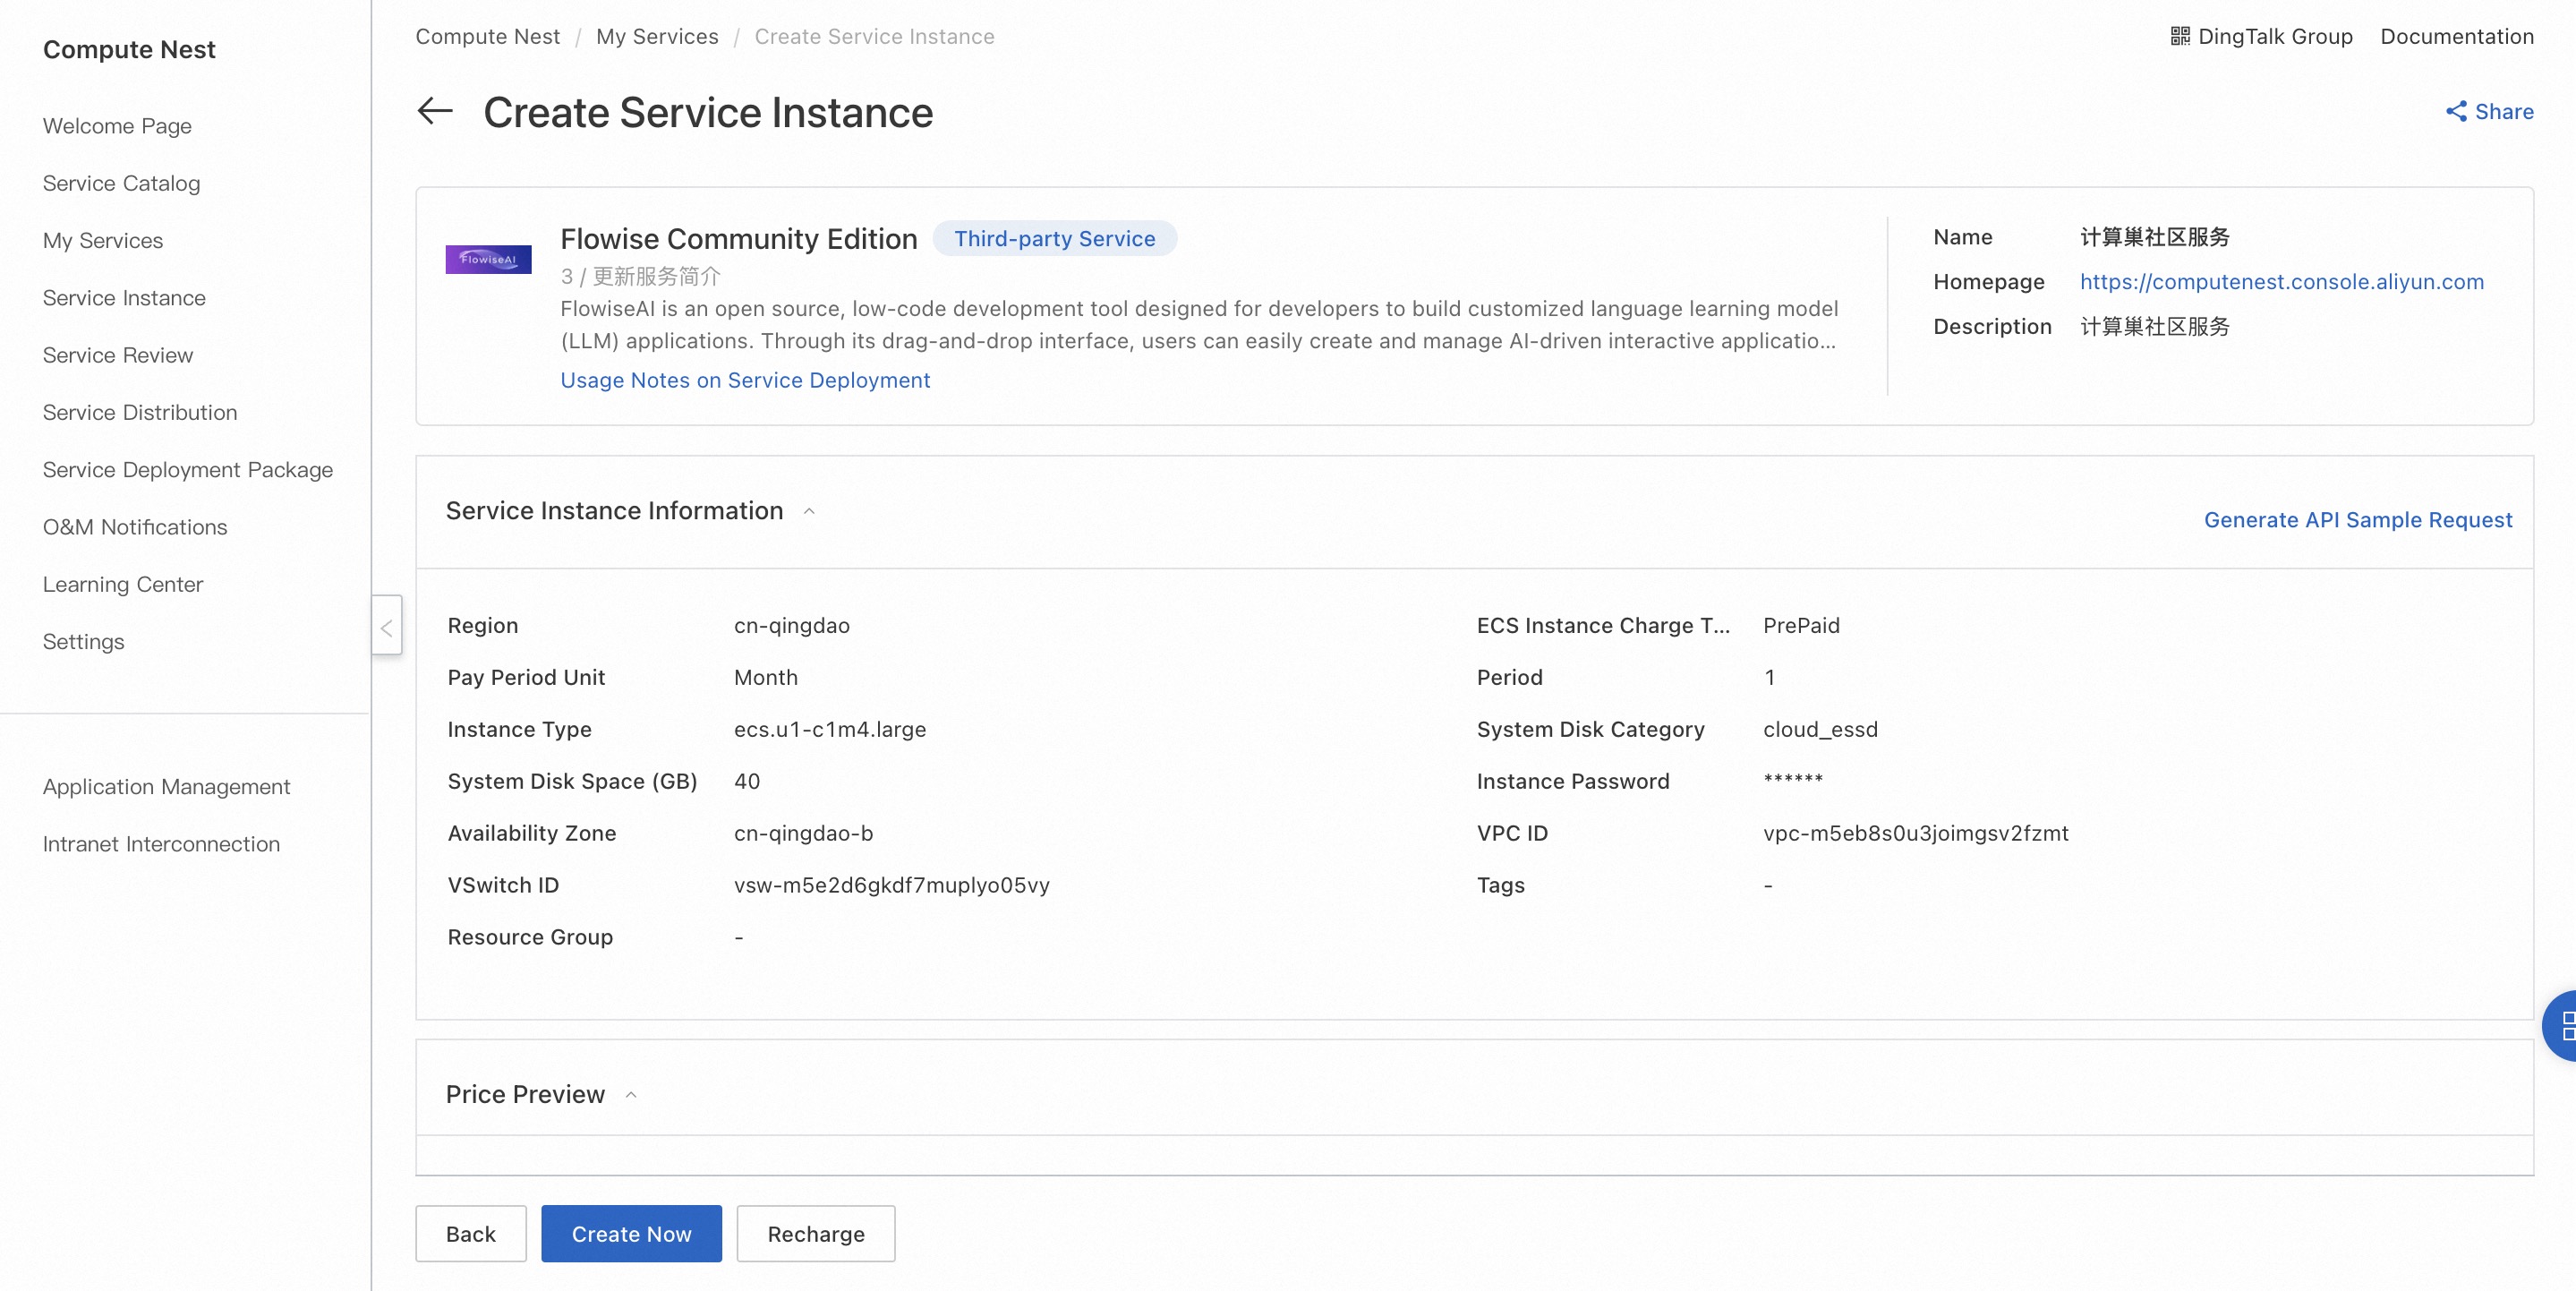 Compute Nest
Welcome Page
Service Catalog
My Services
Service Instance
Service Review
Service Distribution
Service Deployment Package
O&M Notifications
Learning Center
Settings
Application Management
Intranet Interconnection
Compute Nest / My Services / Create Service Instance
DingTalk Group Documentation
Create Service Instance
Share
FlowiseAI
Flowise Community Edition Third-party Service
3 / 更新服务简介
FlowiseAI is an open source, low-code development tool designed for developers to build customized language learning model
(LLM) applications. Through its drag-and-drop interface, users can easily create and manage AI-driven interactive applicatio...
Usage Notes on Service Deployment
Name 计算巢社区服务
Homepage https://computenest.console.aliyun.com
Description 计算巢社区服务
Service Instance Information
Generate API Sample Request
Region cn-qingdao ECS Instance Charge T... PrePaid
Pay Period Unit Month Period 1
Instance Type ecs.u1-c1m4.large System Disk Category cloud_essd
System Disk Space (GB) 40 Instance Password ******
Availability Zone cn-qingdao-b VPC ID vpc-m5eb8s0u3joimgsv2fzmt
VSwitch ID vsw-m5e2d6gkdf7muplyo05vy Tags -
Resource Group -
Price Preview
Back Create Now Recharge